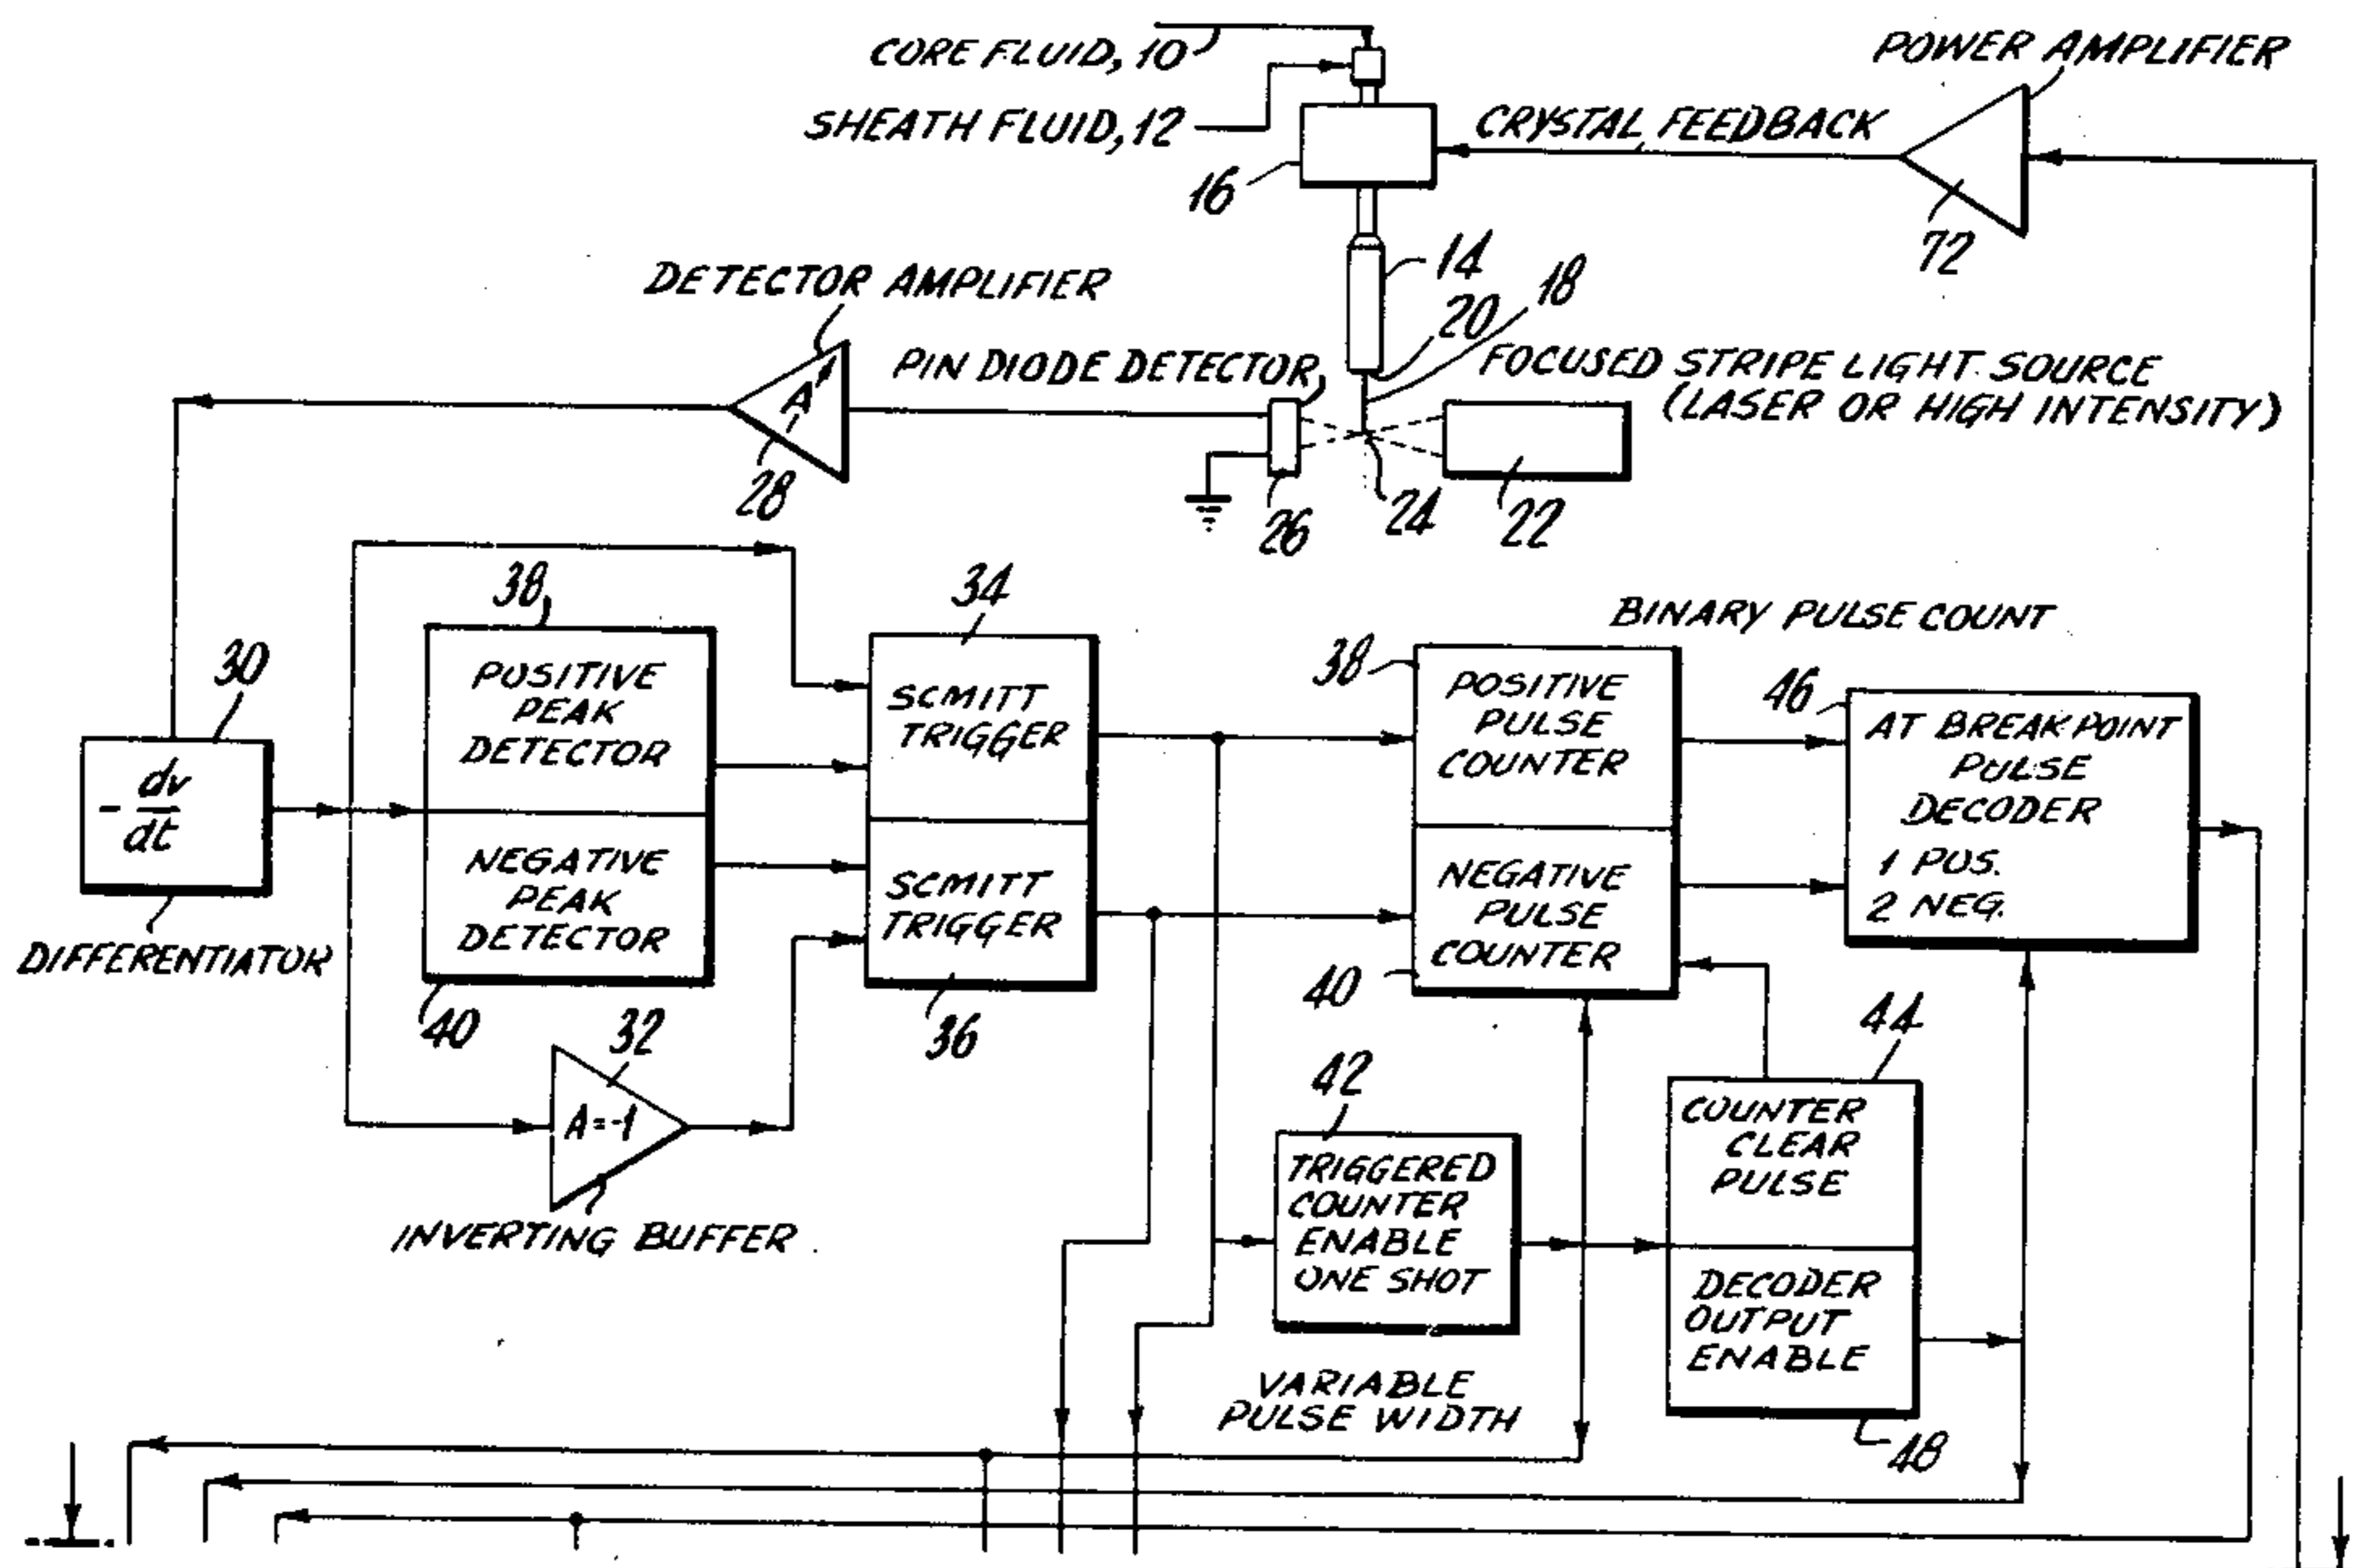 CORE FLUID, 10
POWER AMPLIFIER
SHEATH FLUID, 12
CRYSTAL FEEDBACK
16
72
14
18
20
DETECTOR AMPLIFIER
PIN DIODE DETECTOR
FOCUSED STRIPE LIGHT SOURCE
(LASER OR HIGH INTENSITY)
A
28
26
24
22
38
34
BINARY PULSE COUNT
30
38
46
POSITIVE
PEAK
DETECTOR
SCMITT
TRIGGER
POSITIVE
PULSE
COUNTER
AT BREAK POINT
PULSE
DECODER
1 POS.
2 NEG.
- dv
dt
NEGATIVE
PEAK
DETECTOR
SCMITT
TRIGGER
NEGATIVE
PULSE
COUNTER
DIFFERENTIATOR
40
32
36
40
44
42
A=-1
INVERTING BUFFER
TRIGGERED
COUNTER
ENABLE
ONE SHOT
COUNTER
CLEAR
PULSE
DECODER
OUTPUT
ENABLE
VARIABLE
PULSE WIDTH
48